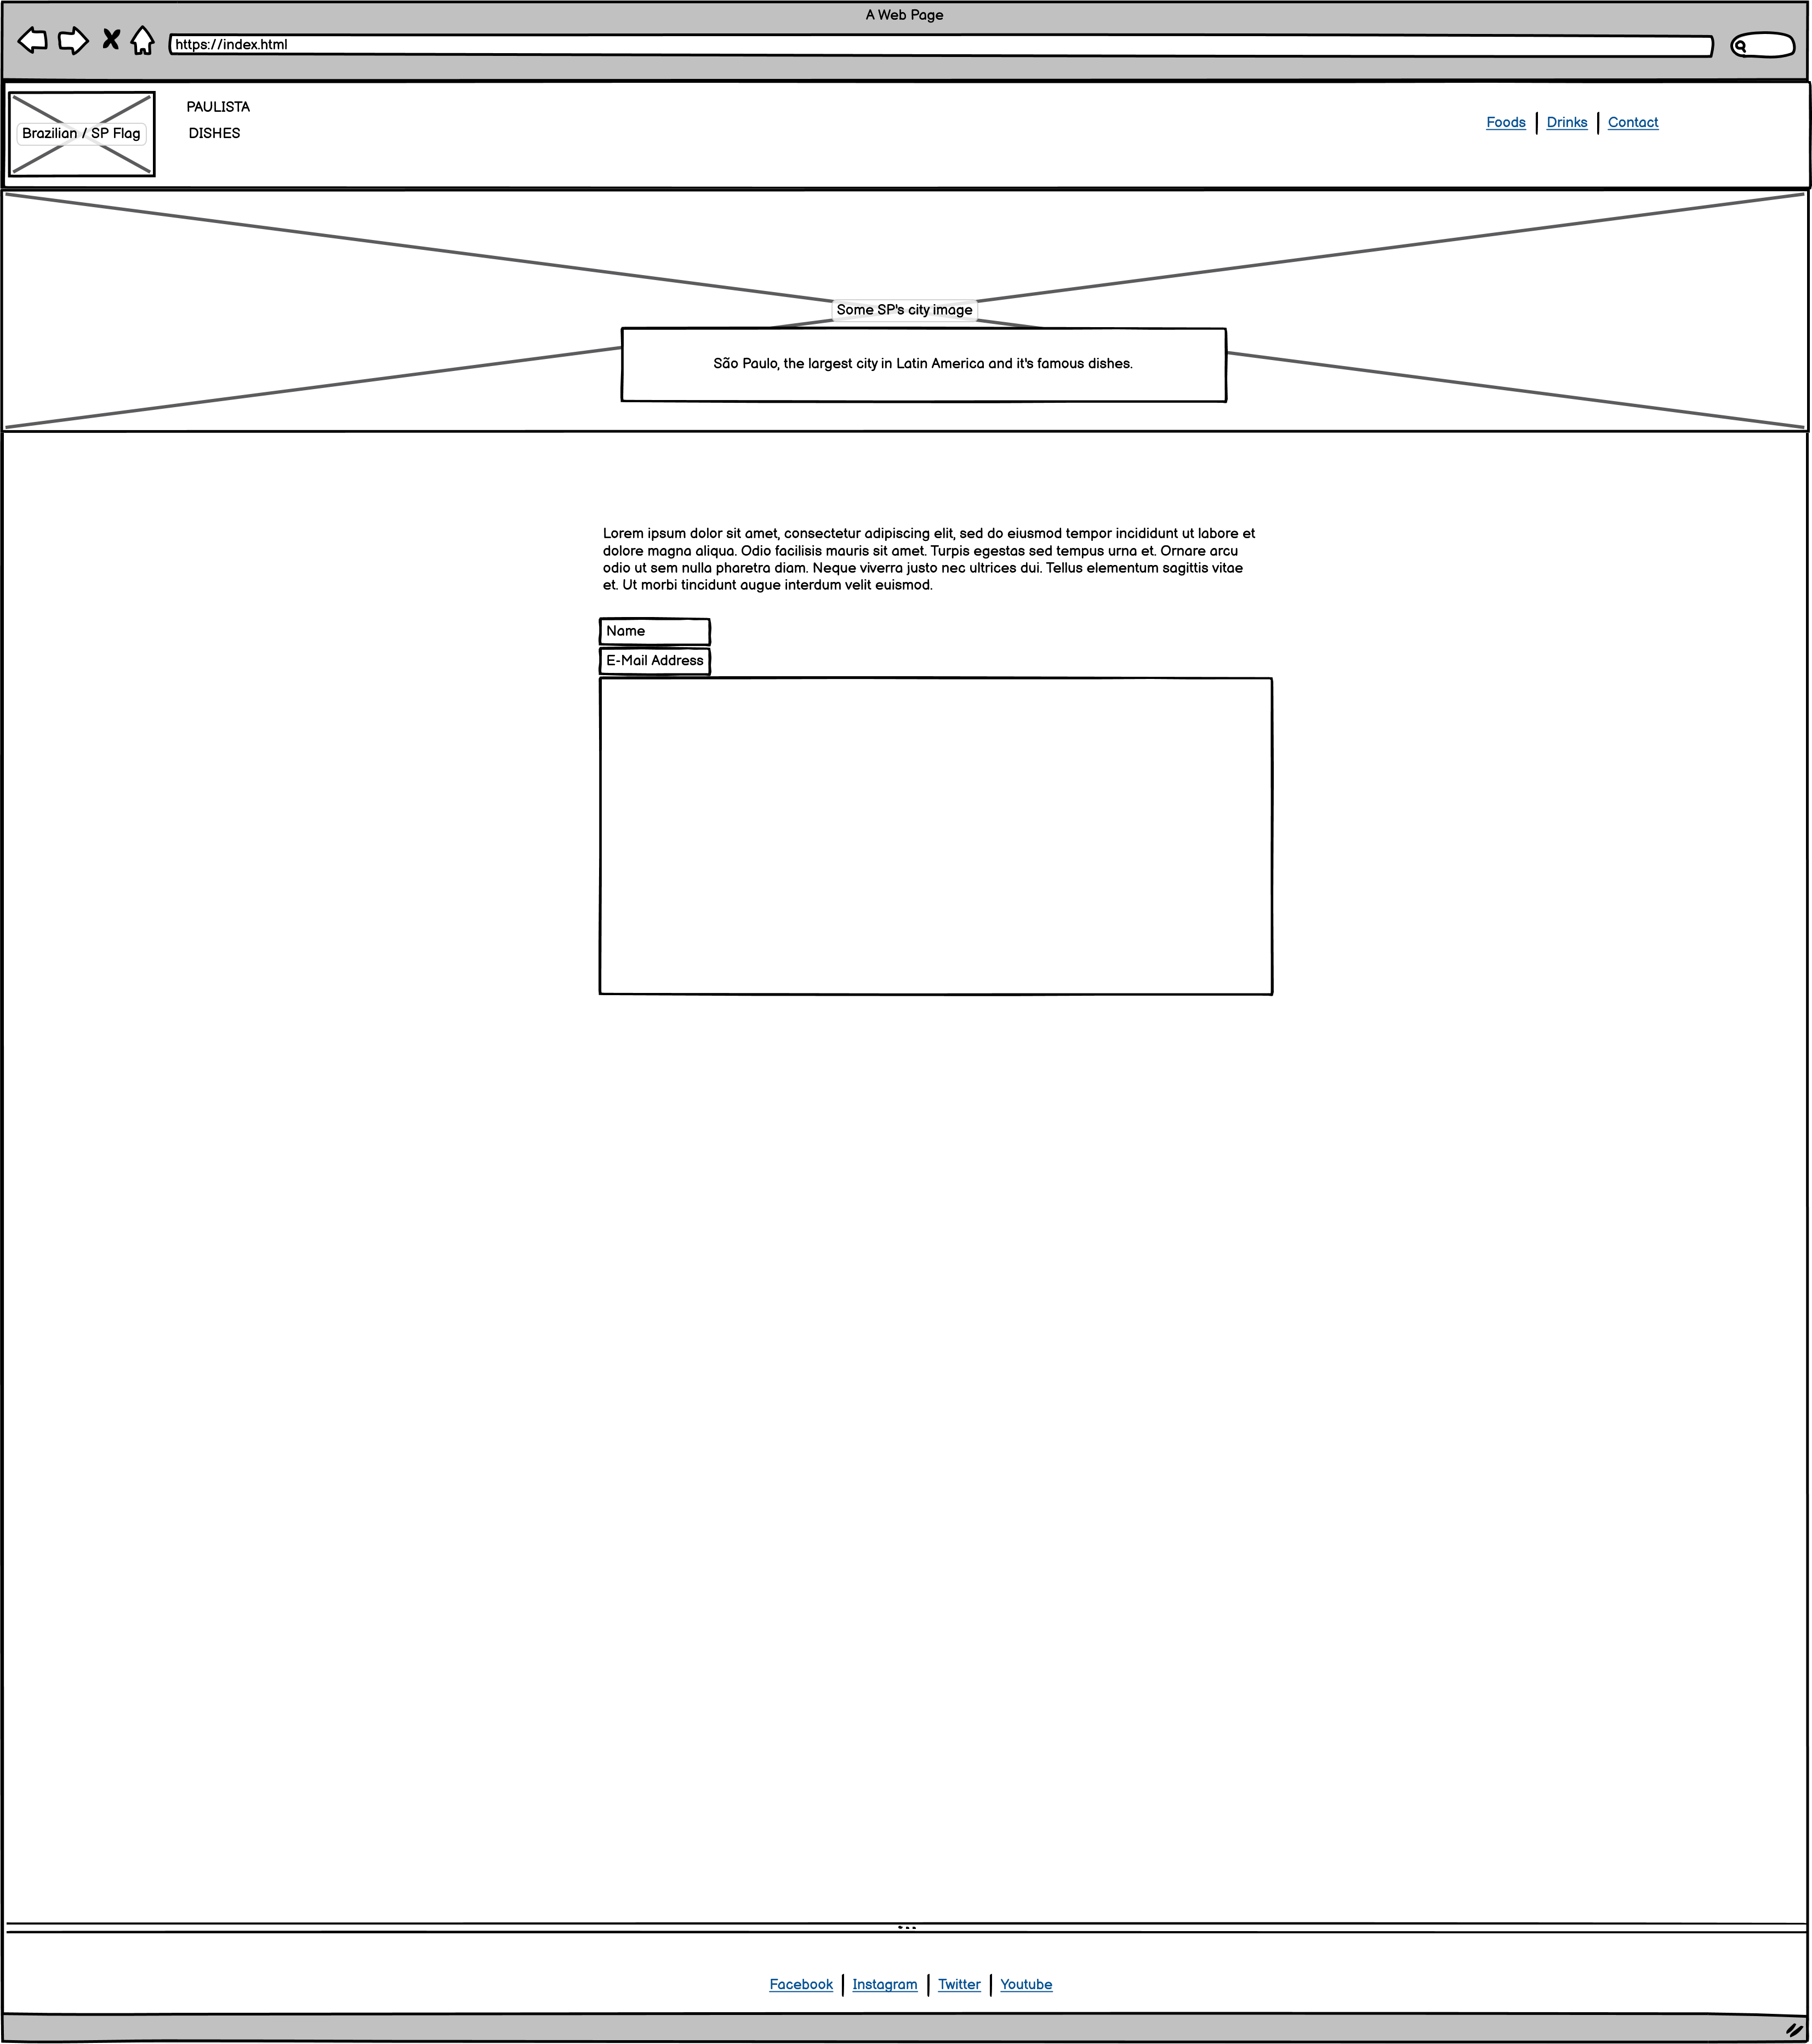 A Web Page
https://index.html
Brazilian / SP Flag
PAULISTA
DISHES
Foods | Drinks | Contact
Some SP's city image
São Paulo, the largest city in Latin America and it's famous dishes.
Lorem ipsum dolor sit amet, consectetur adipiscing elit, sed do eiusmod tempor incididunt ut labore et
dolore magna aliqua. Odio facilisis mauris sit amet. Turpis egestas sed tempus urna et. Ornare arcu
odio ut sem nulla pharetra diam. Neque viverra justo nec ultrices dui. Tellus elementum sagittis vitae
et. Ut morbi tincidunt augue interdum velit euismod.
Name
E-Mail Address
Facebook | Instagram | Twitter | Youtube